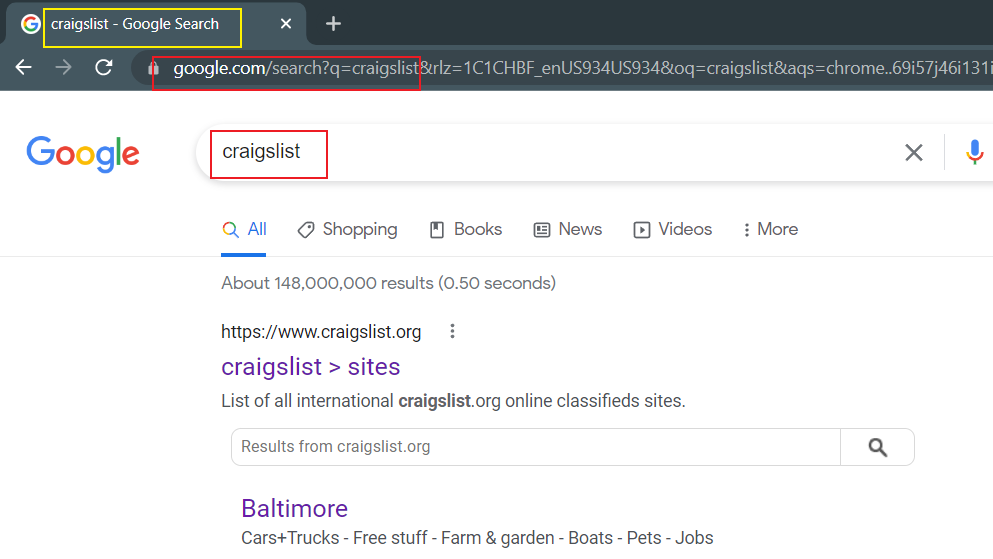 craigslist - Google Search
google.com/search?q=craigslist&rlz=1C1CHBF_enUS934US934&oq=craigslist&aqs=chrome..69i57j46i131i
Google
craigslist
All Shopping Books News Videos More
About 148,000,000 results (0.50 seconds)
https://www.craigslist.org
craigslist > sites
List of all international craigslist.org online classifieds sites.
Results from craigslist.org
Baltimore
Cars+Trucks - Free stuff - Farm & garden - Boats - Pets - Jobs